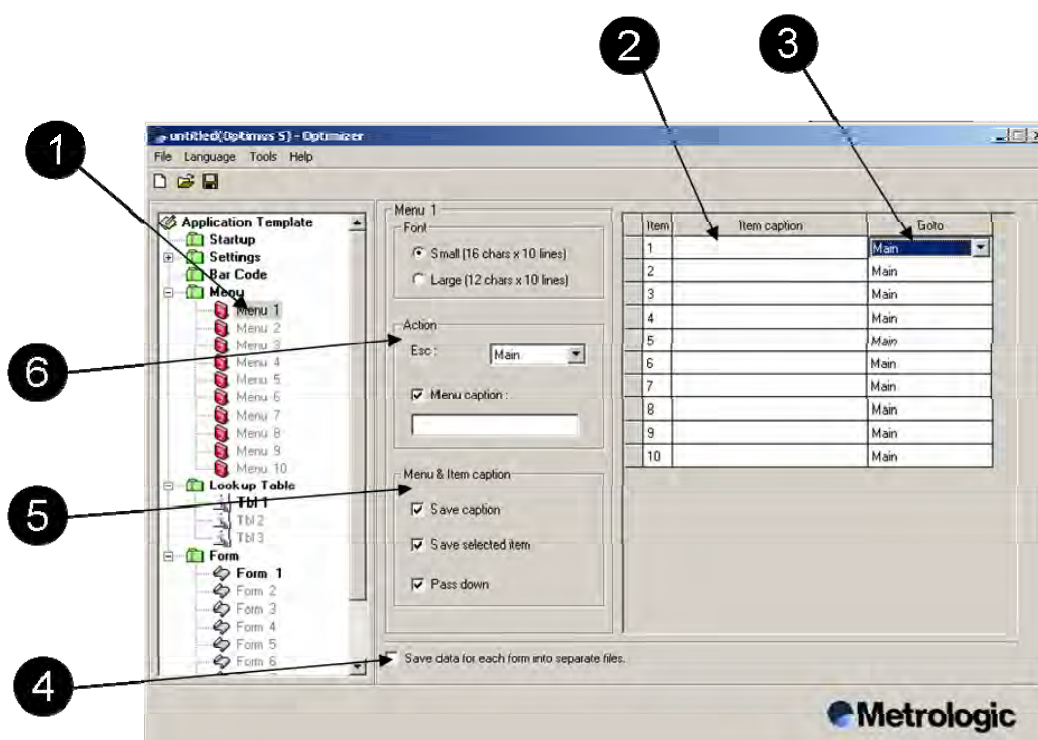 2
3
1
untitled(Optimus S) - Optimizer
File Language Tools Help
Application Template
Startup
Settings
Bar Code
Menu
Menu 1
Menu 2
Menu 3
Menu 4
Menu 5
Menu 6
Menu 7
Menu 8
Menu 9
Menu 10
Lookup Table
Tbl 1
Tbl 2
Tbl 3
Form
Form 1
Form 2
Form 3
Form 4
Form 5
Form 6
Menu 1
Font
Small (16 chars x 10 lines)
Large (12 chars x 10 lines)
Action
Esc : Main
Menu caption :
Menu & Item caption
Save caption
Save selected item
Pass down
Item Item caption Goto
1 Main
2 Main
3 Main
4 Main
5 Main
6 Main
7 Main
8 Main
9 Main
10 Main
6
5
4
Save data for each form into separate files.
Metrologic